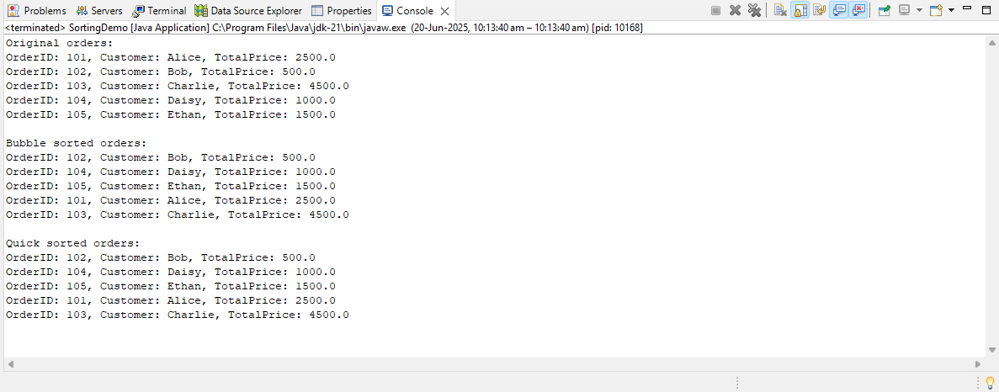 Problems Servers Terminal Data Source Explorer Properties Console
<terminated> SortingDemo [Java Application] C:\Program Files\Java\jdk-21\bin\javaw.exe (20-Jun-2025, 10:13:40 am – 10:13:40 am) [pid: 10168]
Original orders:
OrderID: 101, Customer: Alice, TotalPrice: 2500.0
OrderID: 102, Customer: Bob, TotalPrice: 500.0
OrderID: 103, Customer: Charlie, TotalPrice: 4500.0
OrderID: 104, Customer: Daisy, TotalPrice: 1000.0
OrderID: 105, Customer: Ethan, TotalPrice: 1500.0

Bubble sorted orders:
OrderID: 102, Customer: Bob, TotalPrice: 500.0
OrderID: 104, Customer: Daisy, TotalPrice: 1000.0
OrderID: 105, Customer: Ethan, TotalPrice: 1500.0
OrderID: 101, Customer: Alice, TotalPrice: 2500.0
OrderID: 103, Customer: Charlie, TotalPrice: 4500.0

Quick sorted orders:
OrderID: 102, Customer: Bob, TotalPrice: 500.0
OrderID: 104, Customer: Daisy, TotalPrice: 1000.0
OrderID: 105, Customer: Ethan, TotalPrice: 1500.0
OrderID: 101, Customer: Alice, TotalPrice: 2500.0
OrderID: 103, Customer: Charlie, TotalPrice: 4500.0